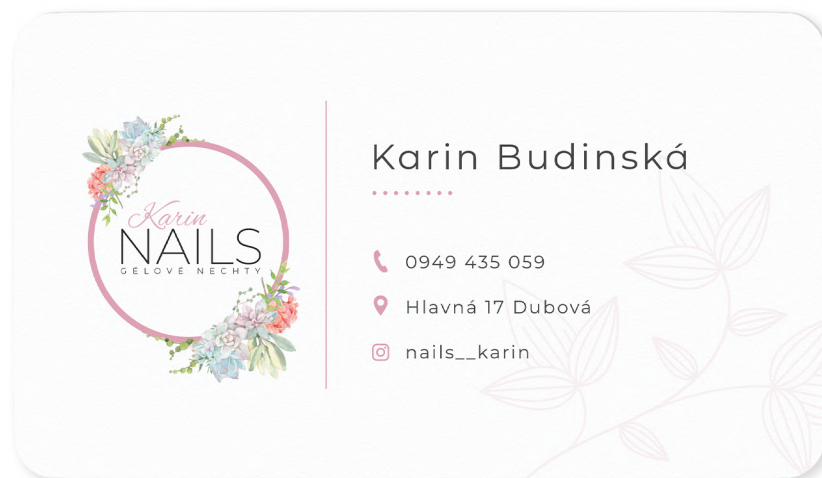 Karin
NAILS
GÉLOVÉ NECHTY
Karin Budinská
0949 435 059
Hlavná 17 Dubová
nails__karin